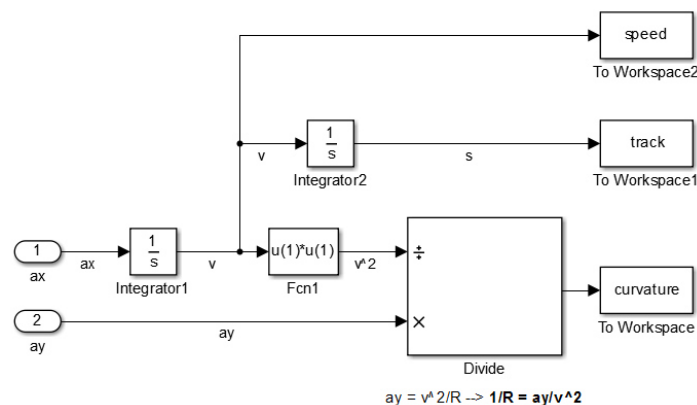 speed
To Workspace2
1
s
v
Integrator2
s
track
To Workspace1
1
ax
ax
1
s
Integrator1
v
u(1)*u(1)
Fcn1
v^2
÷
×
Divide
curvature
To Workspace
2
ay
ay
ay = v^2/R --> 1/R = ay/v^2